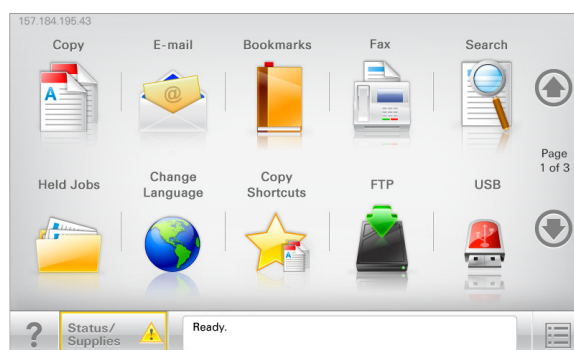 157.184.195.43
Copy
E-mail
Bookmarks
Fax
Search
A
@
Page
1 of 3
Held Jobs
Change
Language
Copy
Shortcuts
FTP
USB
A
?
Status/
Supplies
!
Ready.